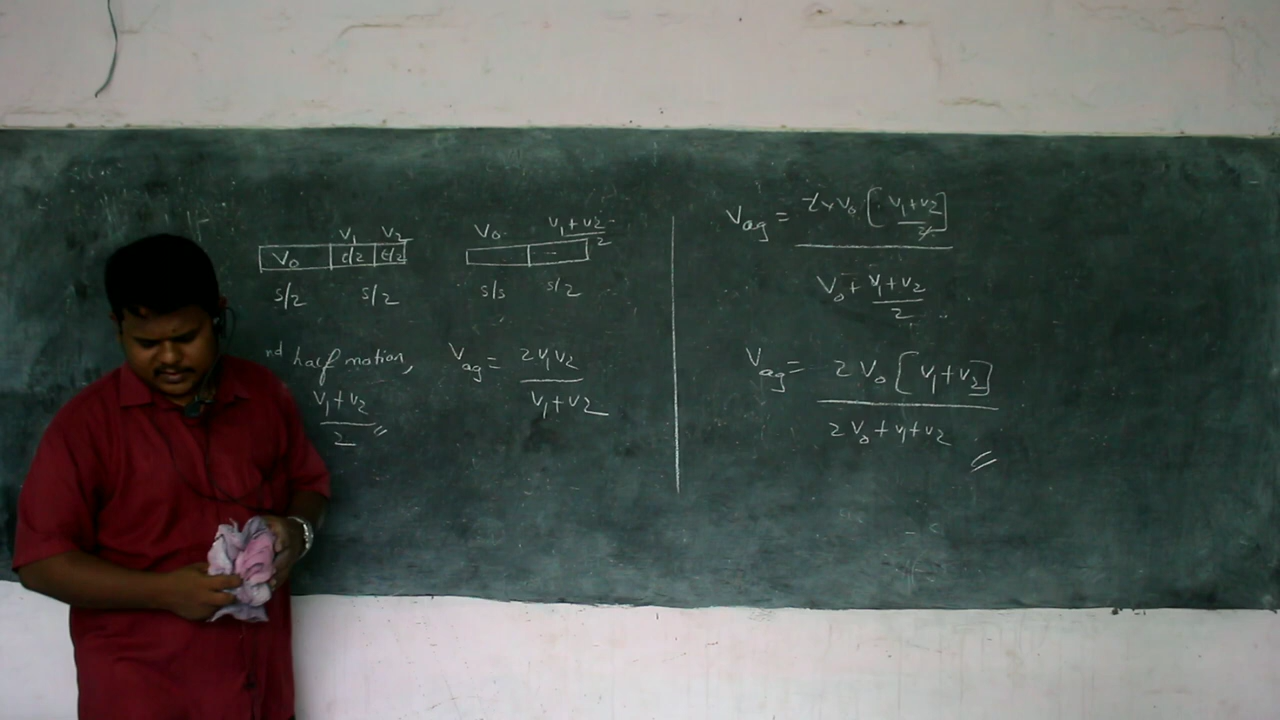 V₁ V₂
V₀ t/2 t/2
s/2 s/2
V₀ (v₁+v₂)/2
s/s s/2
nd half motion,
(v₁+v₂)/2
Vag = 2v₁v₂/(v₁+v₂)
Vag = 2×v₀[(v₁+v₂)/2]
V₀ + (v₁+v₂)/2
Vag = 2V₀[v₁+v₂]
2V₀+v₁+v₂